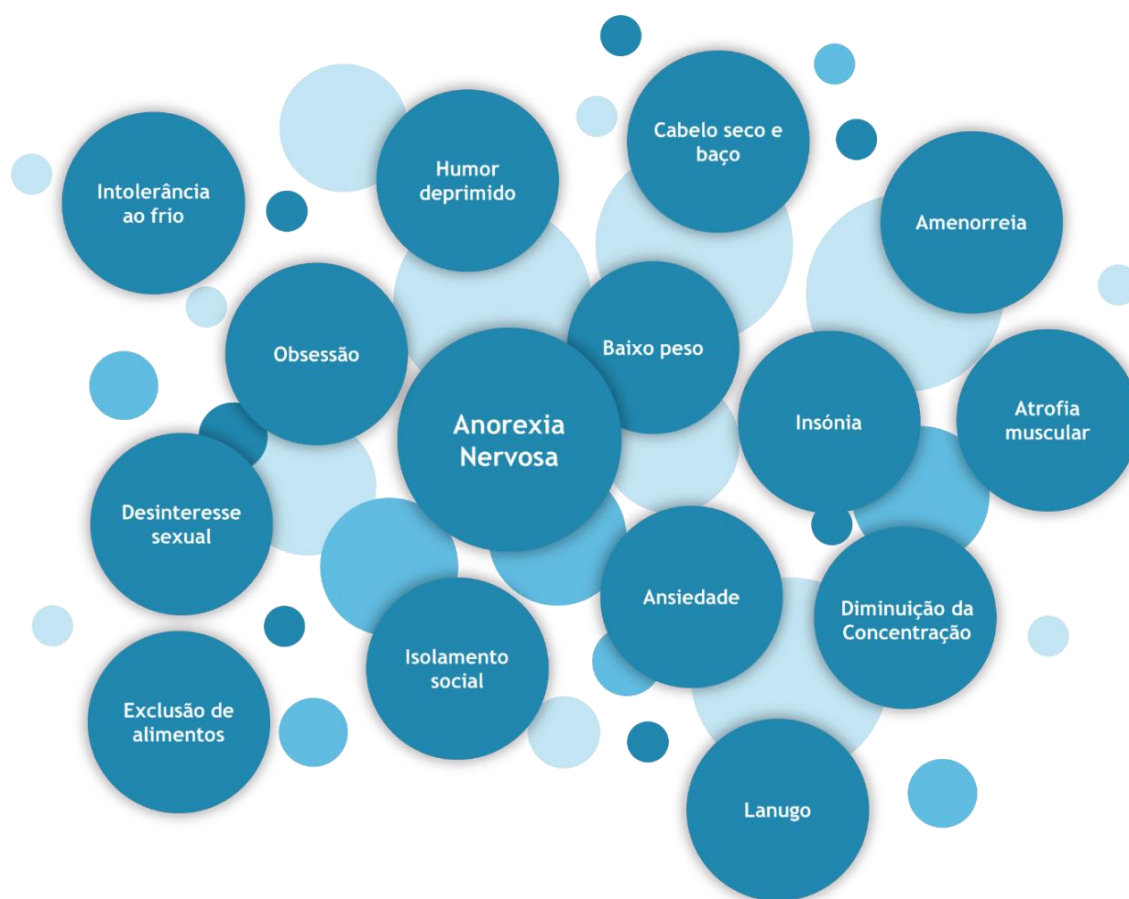 Cabelo seco e
baço
Humor
deprimido
Intolerância
ao frio
Amenorreia
Obsessão
Baixo peso
Anorexia
Nervosa
Insónia
Atrofia
muscular
Desinteresse
sexual
Ansiedade
Diminuição da
Concentração
Isolamento
social
Exclusão de
alimentos
Lanugo